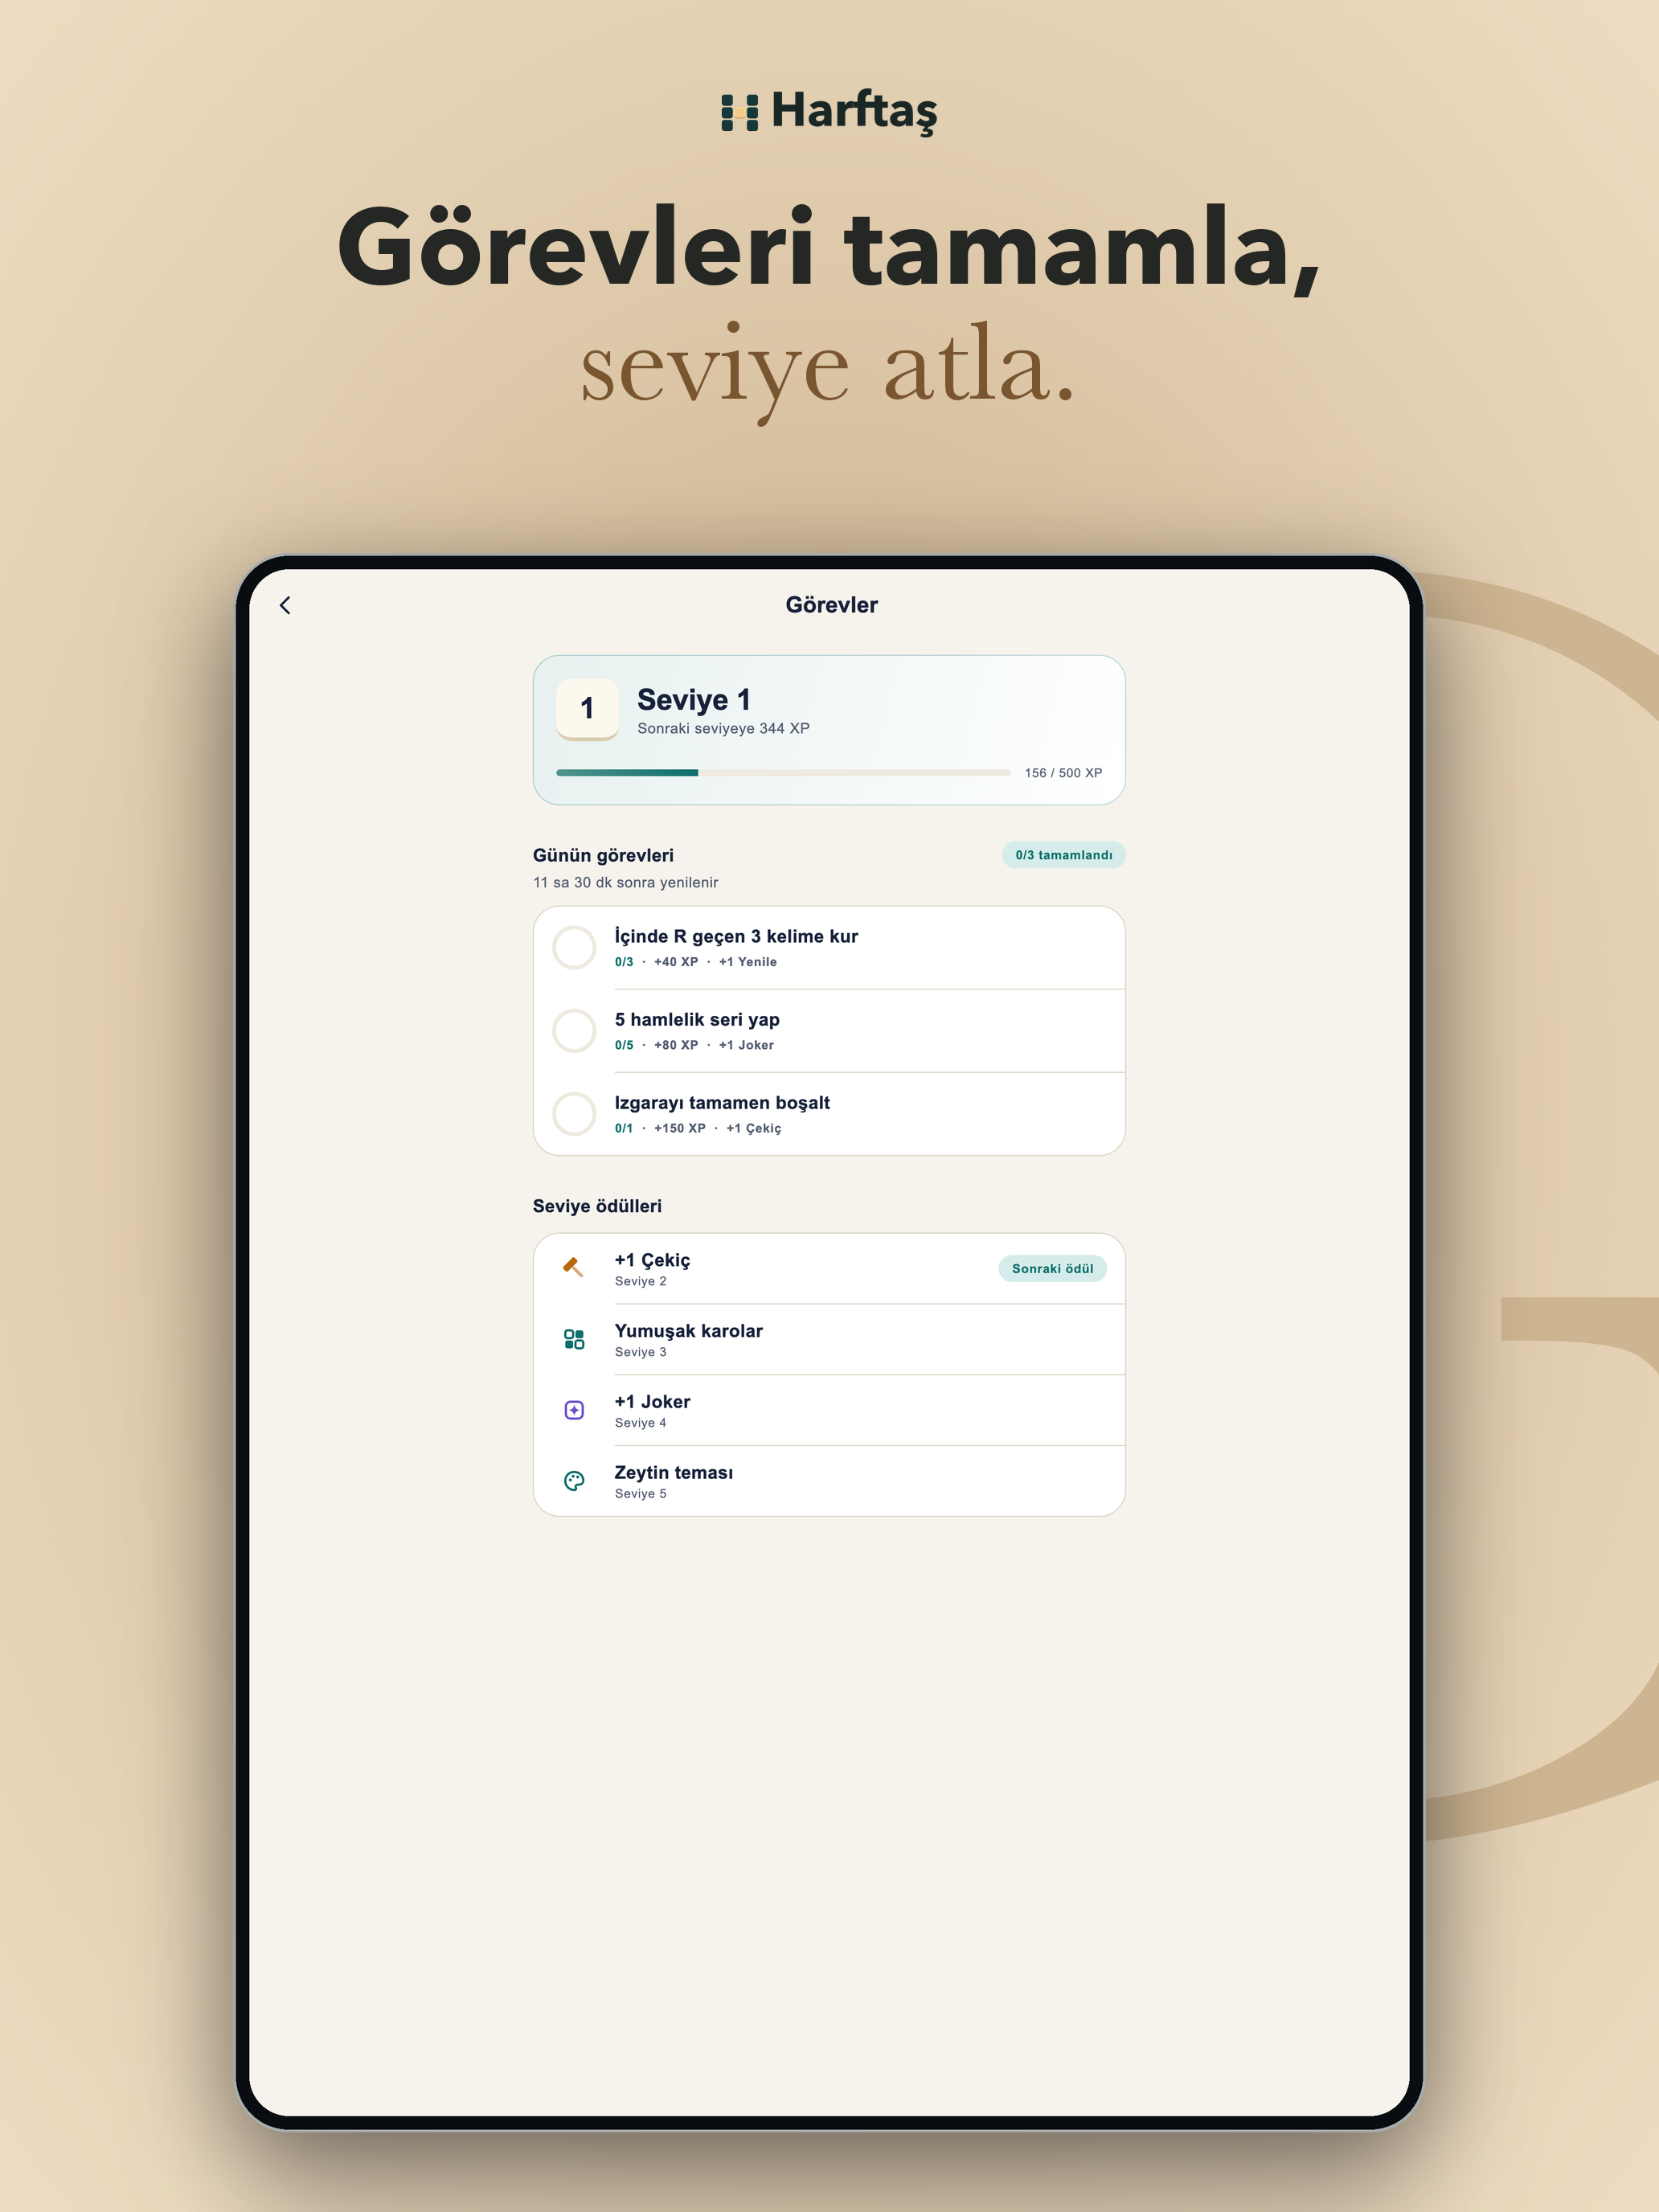 Harftaş
Görevleri tamamla,
seviye atla.
Görevler
1
Seviye 1
Sonraki seviyeye 344 XP
156 / 500 XP
Günün görevleri
0/3 tamamlandı
11 sa 30 dk sonra yenilenir
İçinde R geçen 3 kelime kur
0/3 · +40 XP · +1 Yenile
5 hamlelik seri yap
0/5 · +80 XP · +1 Joker
Izgarayı tamamen boşalt
0/1 · +150 XP · +1 Çekiç
Seviye ödülleri
+1 Çekiç
Seviye 2
Sonraki ödül
Yumuşak karolar
Seviye 3
+1 Joker
Seviye 4
Zeytin teması
Seviye 5